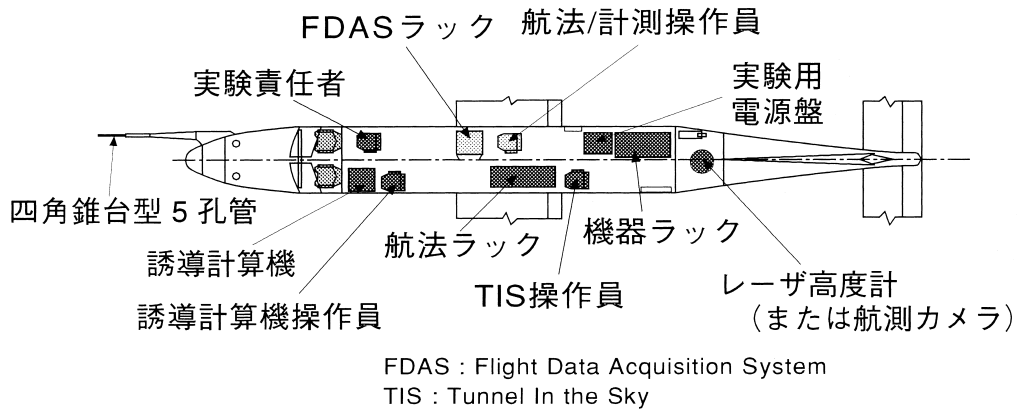 FDASラック
航法/計測操作員
実験責任者
実験用
電源盤
四角錐台型5孔管
誘導計算機
航法ラック
機器ラック
誘導計算機操作員
TIS操作員
レーザ高度計
（または航測カメラ）
FDAS : Flight Data Acquisition System
TIS : Tunnel In the Sky